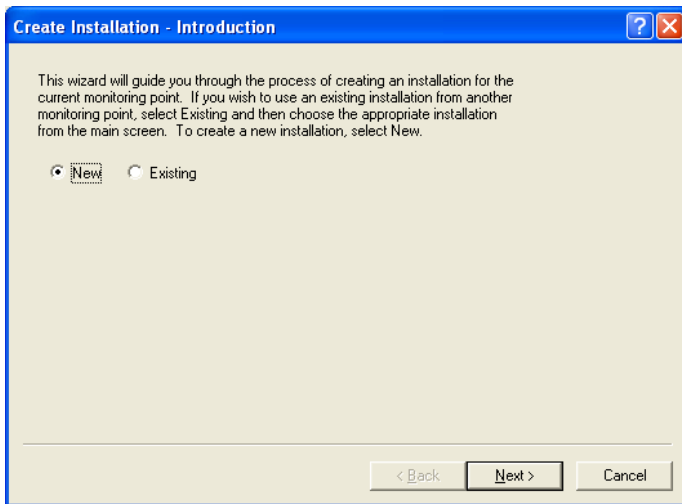 Create Installation - Introduction
This wizard will guide you through the process of creating an installation for the
current monitoring point. If you wish to use an existing installation from another
monitoring point, select Existing and then choose the appropriate installation
from the main screen. To create a new installation, select New.
New Existing
< Back Next > Cancel